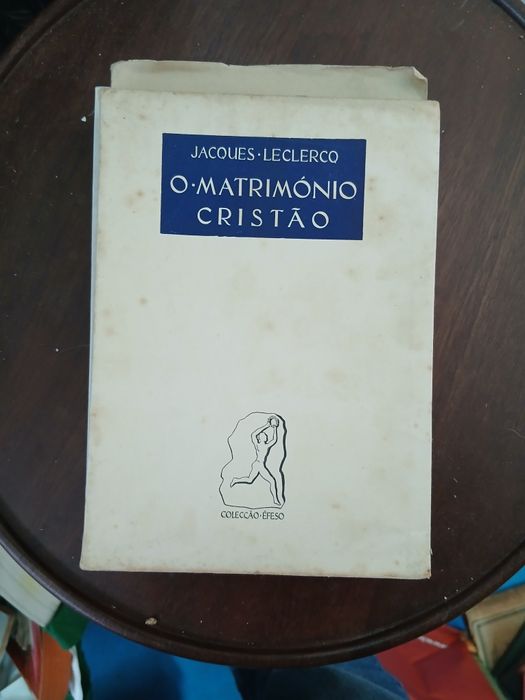 JACQUES·LECLERCQ
O·MATRIMÓNIO
CRISTÃO
COLECÇÃO·ÉFESO